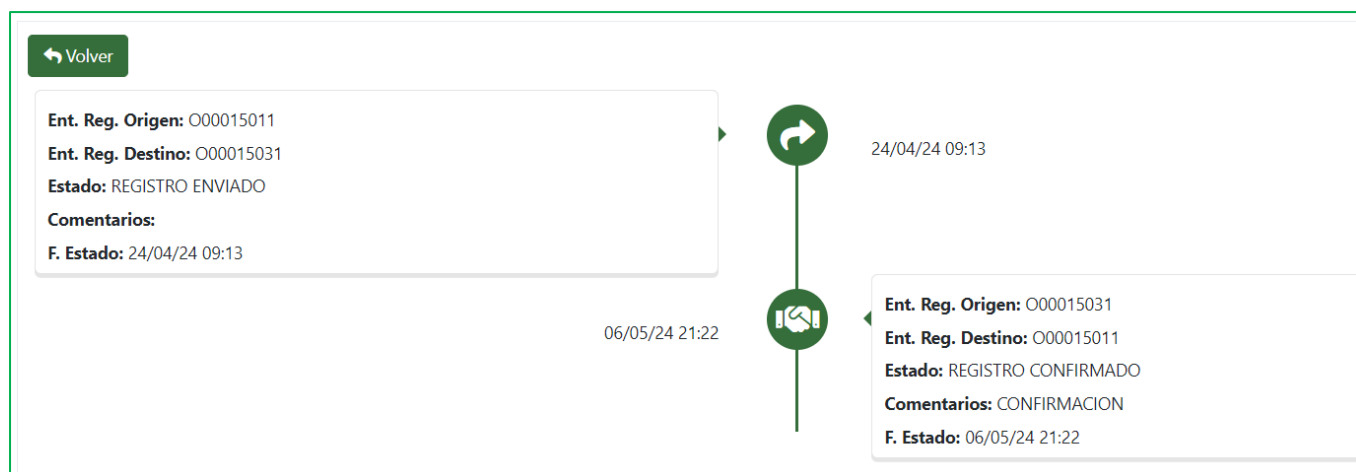 Volver
Ent. Reg. Origen: O00015011
Ent. Reg. Destino: O00015031
Estado: REGISTRO ENVIADO
Comentarios:
F. Estado: 24/04/24 09:13
24/04/24 09:13
06/05/24 21:22
Ent. Reg. Origen: O00015031
Ent. Reg. Destino: O00015011
Estado: REGISTRO CONFIRMADO
Comentarios: CONFIRMACION
F. Estado: 06/05/24 21:22